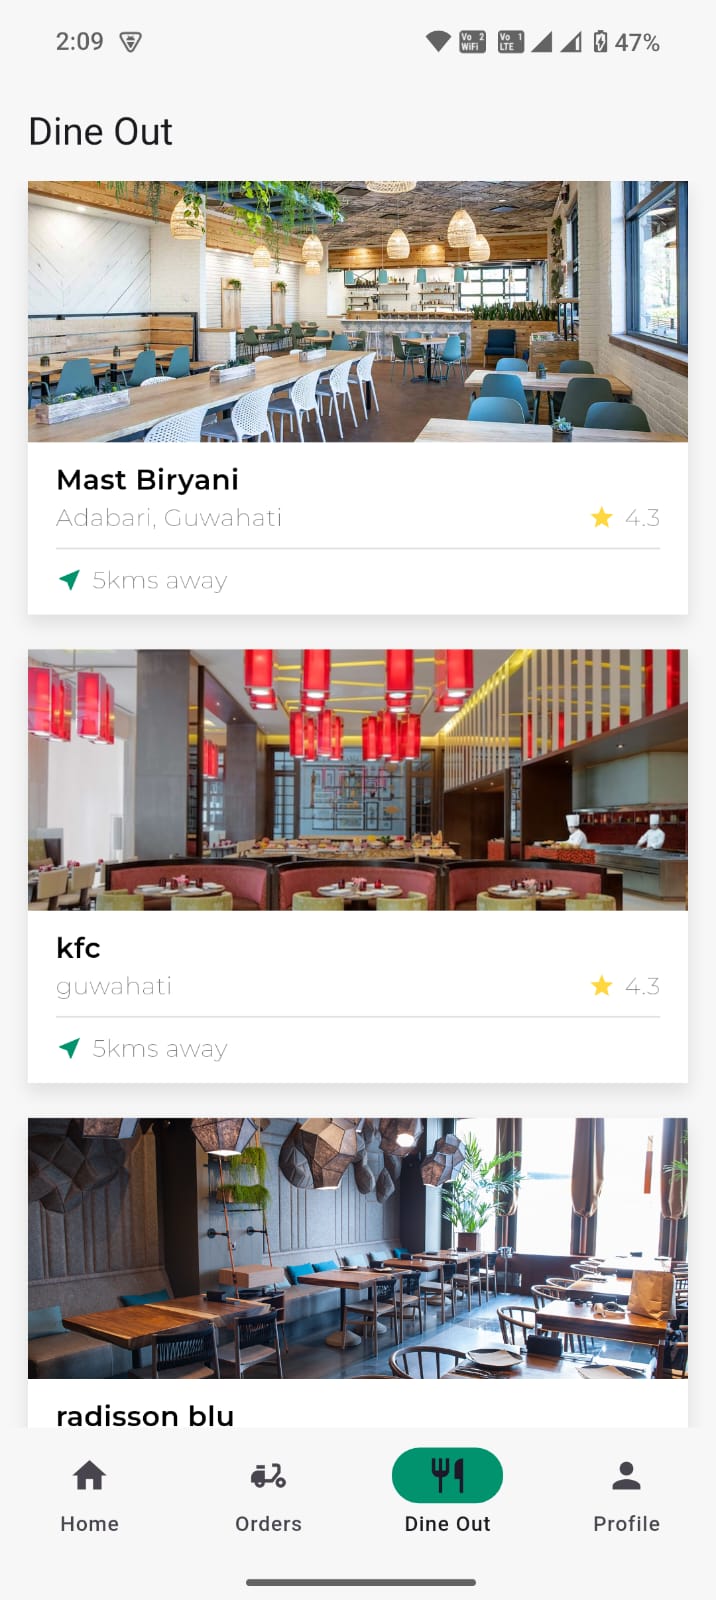 2:09
Vo 2 WiFi Vo 1 LTE 47%
Dine Out
Mast Biryani
Adabari, Guwahati 4.3
5kms away
kfc
guwahati 4.3
5kms away
radisson blu
Home Orders Dine Out Profile